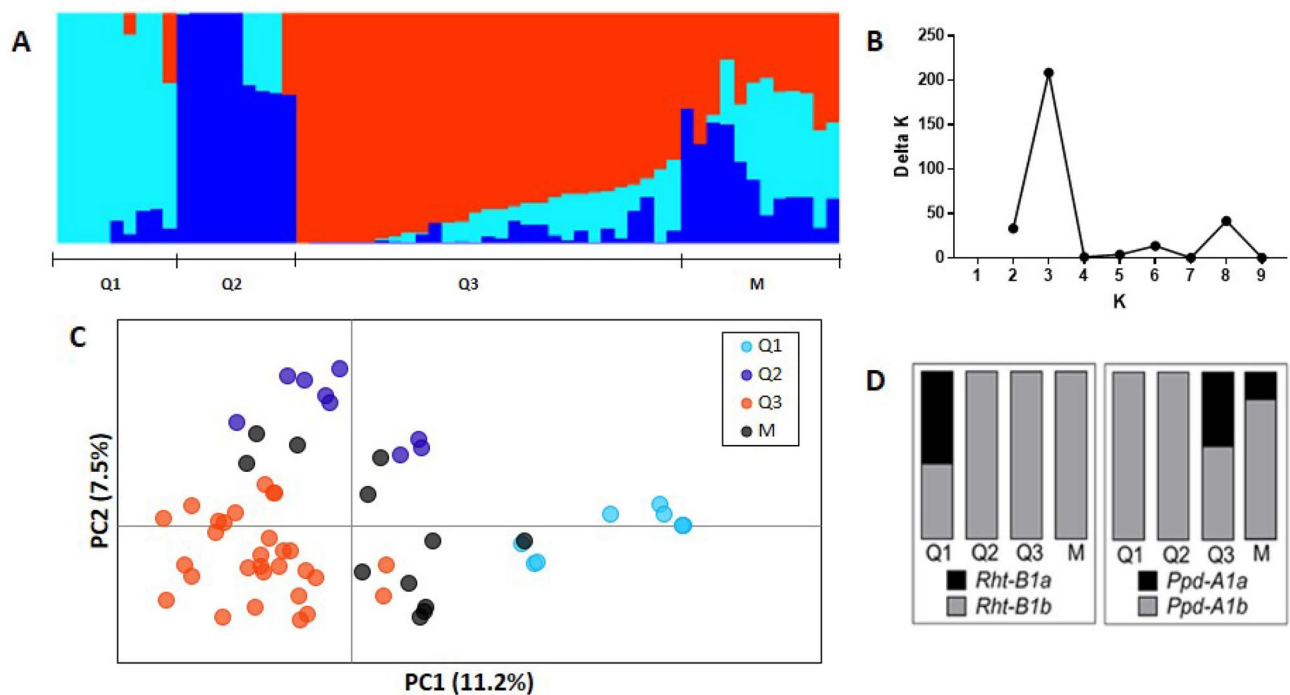 A
Q1 Q2 Q3 M
B
Delta K
250
200
150
100
50
0
1 2 3 4 5 6 7 8 9
K
C
PC2 (7.5%)
PC1 (11.2%)
Q1
Q2
Q3
M
D
Q1 Q2 Q3 M
Rht-B1a
Rht-B1b
Q1 Q2 Q3 M
Ppd-A1a
Ppd-A1b